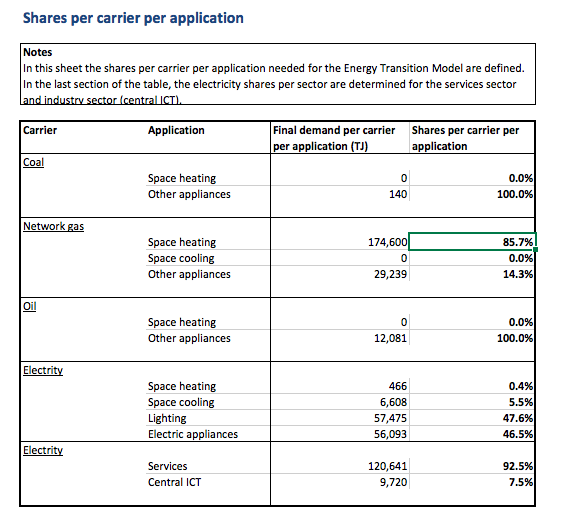 Shares per carrier per application
Notes
In this sheet the shares per carrier per application needed for the Energy Transition Model are defined.
In the last section of the table, the electricity shares per sector are determined for the services sector
and industry sector (central ICT).
Carrier Application Final demand per carrier Shares per carrier per
per application (TJ) application
Coal
Space heating 0 0.0%
Other appliances 140 100.0%
Network gas
Space heating 174,600 85.7%
Space cooling 0 0.0%
Other appliances 29,239 14.3%
Oil
Space heating 0 0.0%
Other appliances 12,081 100.0%
Electrity
Space heating 466 0.4%
Space cooling 6,608 5.5%
Lighting 57,475 47.6%
Electric appliances 56,093 46.5%
Electrity
Services 120,641 92.5%
Central ICT 9,720 7.5%